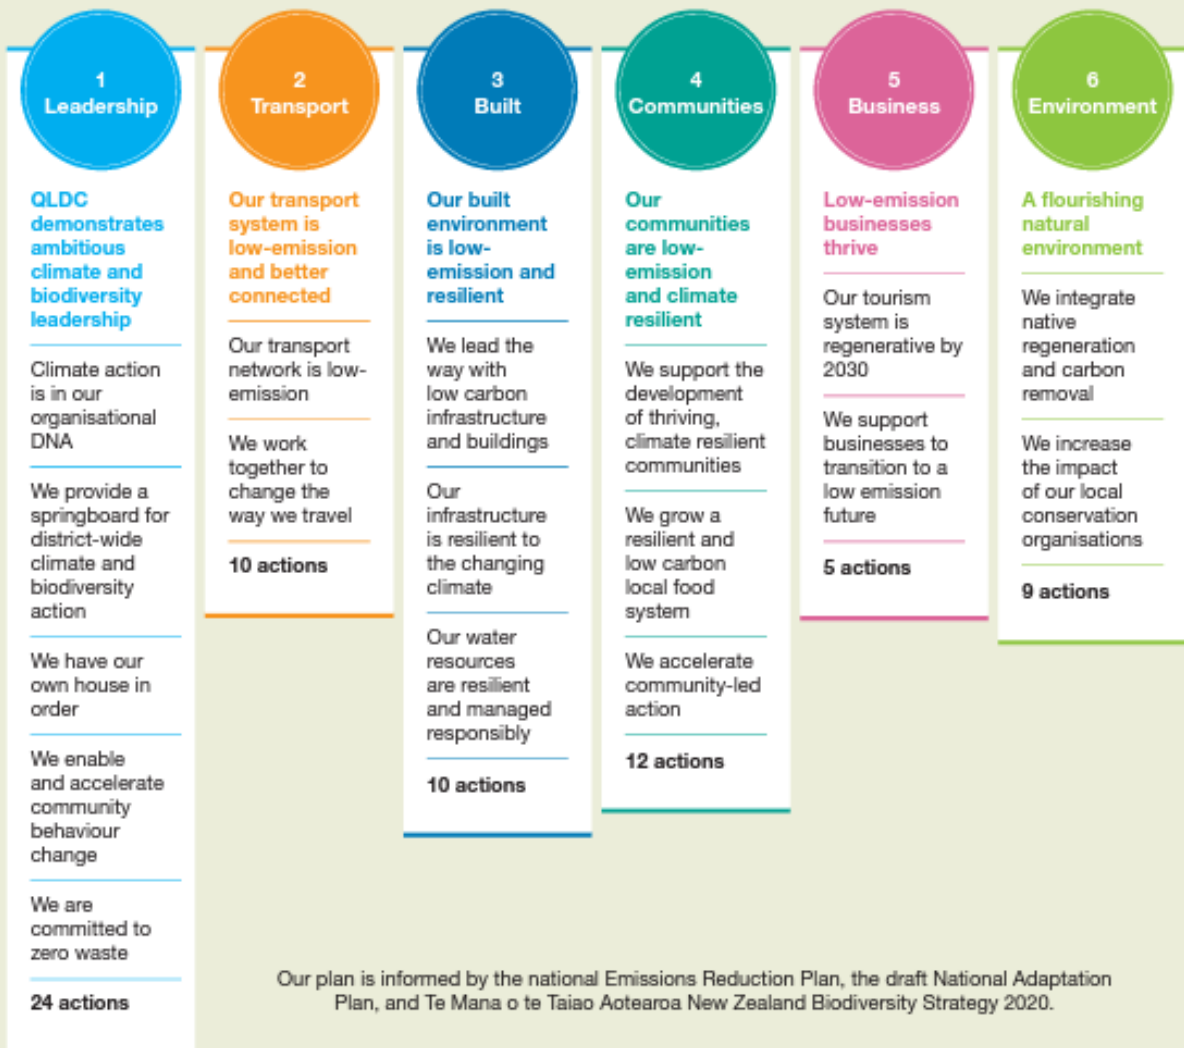 1
Leadership
QLDC
demonstrates
ambitious
climate and
biodiversity
leadership
Climate action
is in our
organisational
DNA
We provide a
springboard for
district-wide
climate and
biodiversity
action
We have our
own house in
order
We enable
and accelerate
community
behaviour
change
We are
committed to
zero waste
24 actions
2
Transport
Our transport
system is
low-emission
and better
connected
Our transport
network is low-
emission
We work
together to
change the
way we travel
10 actions
3
Built
Our built
environment
is low-
emission and
resilient
We lead the
way with
low carbon
infrastructure
and buildings
Our
infrastructure
is resilient to
the changing
climate
Our water
resources
are resilient
and managed
responsibly
10 actions
4
Communities
Our
communities
are low-
emission
and climate
resilient
We support the
development
of thriving,
climate resilient
communities
We grow a
resilient and
low carbon
local food
system
We accelerate
community-led
action
12 actions
5
Business
Low-emission
businesses
thrive
Our tourism
system is
regenerative by
2030
We support
businesses to
transition to a
low emission
future
5 actions
6
Environment
A flourishing
natural
environment
We integrate
native
regeneration
and carbon
removal
We increase
the impact
of our local
conservation
organisations
9 actions
Our plan is informed by the national Emissions Reduction Plan, the draft National Adaptation
Plan, and Te Mana o te Taiao Aotearoa New Zealand Biodiversity Strategy 2020.